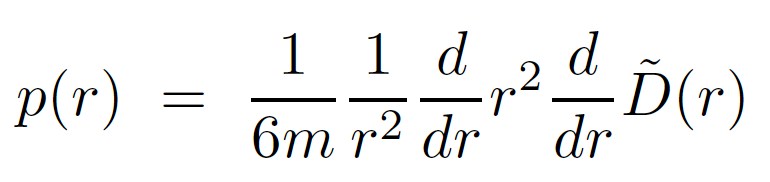 p(r) = \frac{1}{6m} \frac{1}{r^2} \frac{d}{dr} r^2 \frac{d}{dr} \tilde{D}(r)